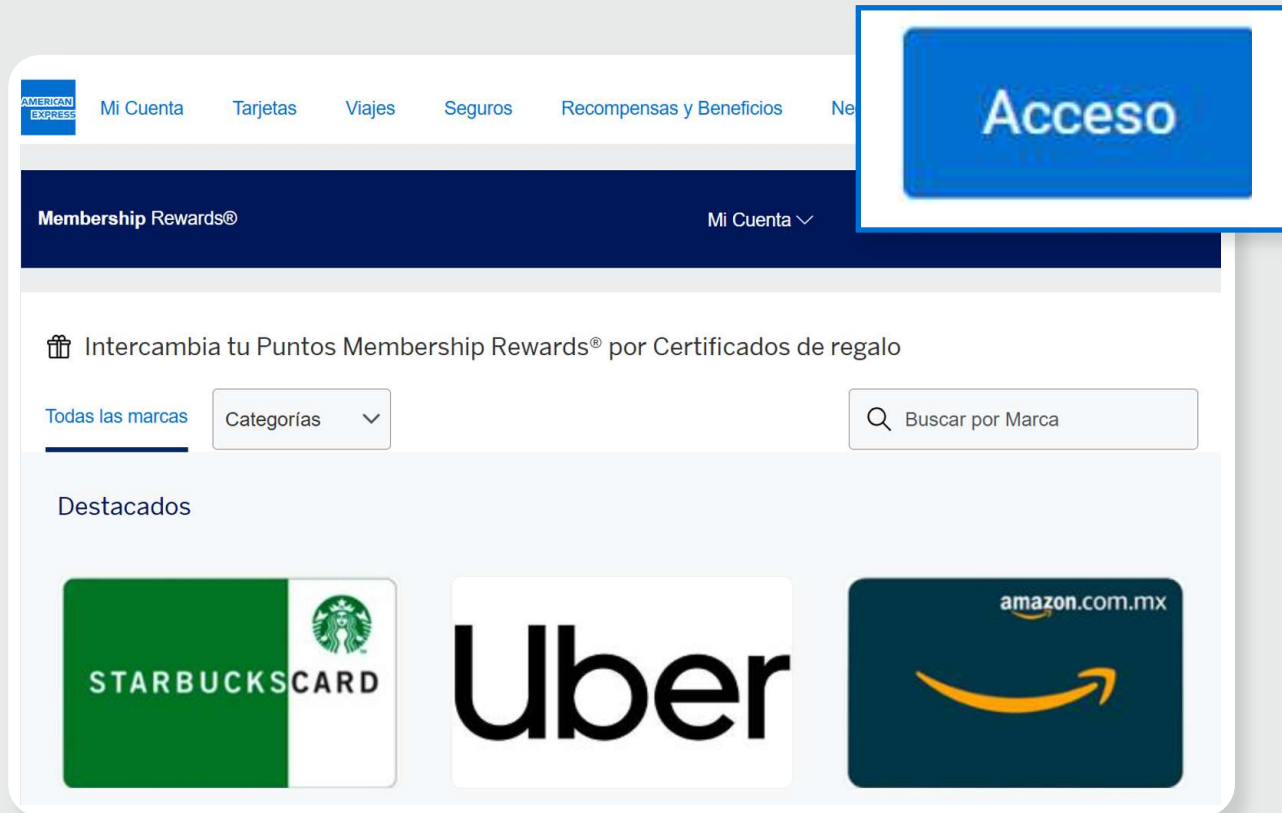 AMERICAN
EXPRESS
Mi Cuenta Tarjetas Viajes Seguros Recompensas y Beneficios Ne
Acceso
Membership Rewards® Mi Cuenta
Intercambia tu Puntos Membership Rewards® por Certificados de regalo
Todas las marcas Categorías Buscar por Marca
Destacados
STARBUCKSCARD
Uber
amazon.com.mx